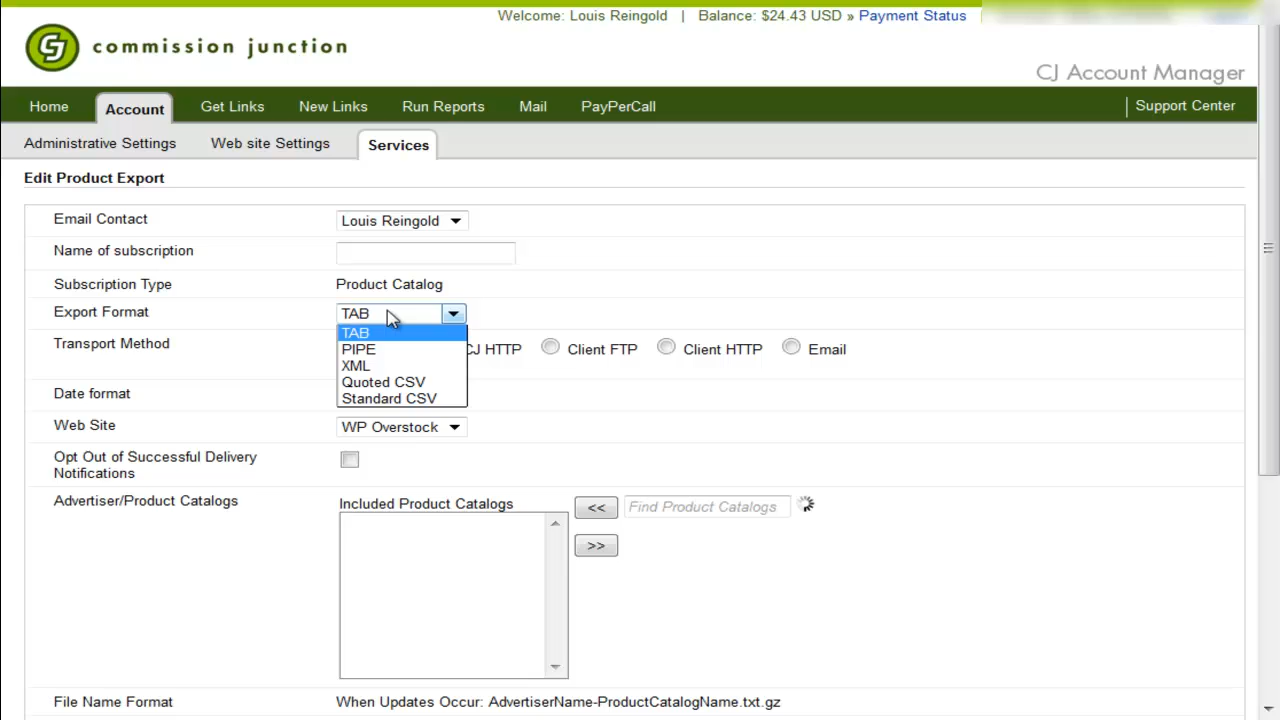 Welcome: Louis Reingold | Balance: $24.43 USD » Payment Status
commission junction
CJ Account Manager
Home Account Get Links New Links Run Reports Mail PayPerCall Support Center
Administrative Settings Web site Settings Services
Edit Product Export
Email Contact Louis Reingold
Name of subscription
Subscription Type Product Catalog
Export Format TAB
TAB
PIPE
XML
Quoted CSV
Standard CSV
Transport Method CJ HTTP Client FTP Client HTTP Email
Date format
Web Site WP Overstock
Opt Out of Successful Delivery
Notifications
Advertiser/Product Catalogs Included Product Catalogs << Find Product Catalogs
>>
File Name Format When Updates Occur: AdvertiserName-ProductCatalogName.txt.gz